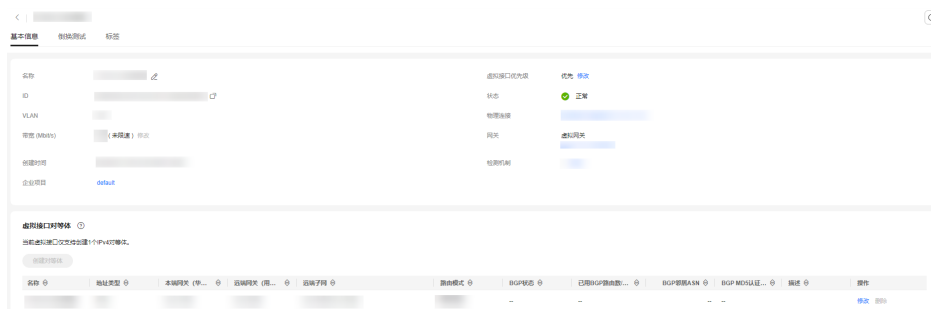 基本信息 倒换测试 标签
名称 虚拟接口优先级 优先 修改
ID 状态 正常
VLAN 物理连接
带宽 (Mbit/s) ( 未限速 ) 修改 网关 虚拟网关
创建时间 检测机制
企业项目 default
虚拟接口对等体
当前虚拟接口仅支持创建1个IPv4对等体。
创建对等体
名称 地址类型 本端网关 (华... 远端网关 (用... 远端子网 路由模式 BGP状态 已用BGP路由数/... BGP邻居ASN BGP MD5认证... 描述 操作
-- -- -- -- 修改 删除